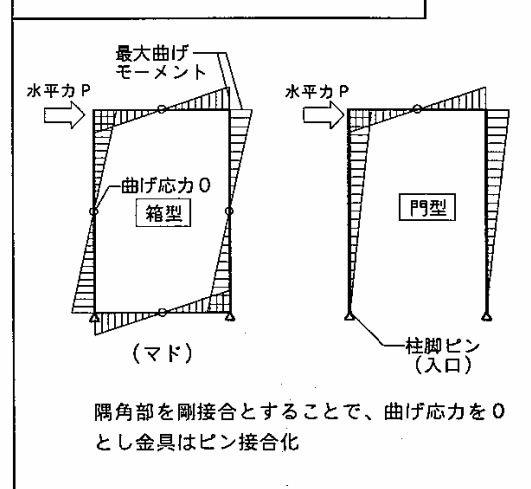 最大曲げ
モーメント
水平力P
曲げ応力0
箱型
(マド)
水平力P
門型
柱脚ピン
(入口)
隅角部を剛接合とすることで、曲げ応力を0
とし金具はピン接合化